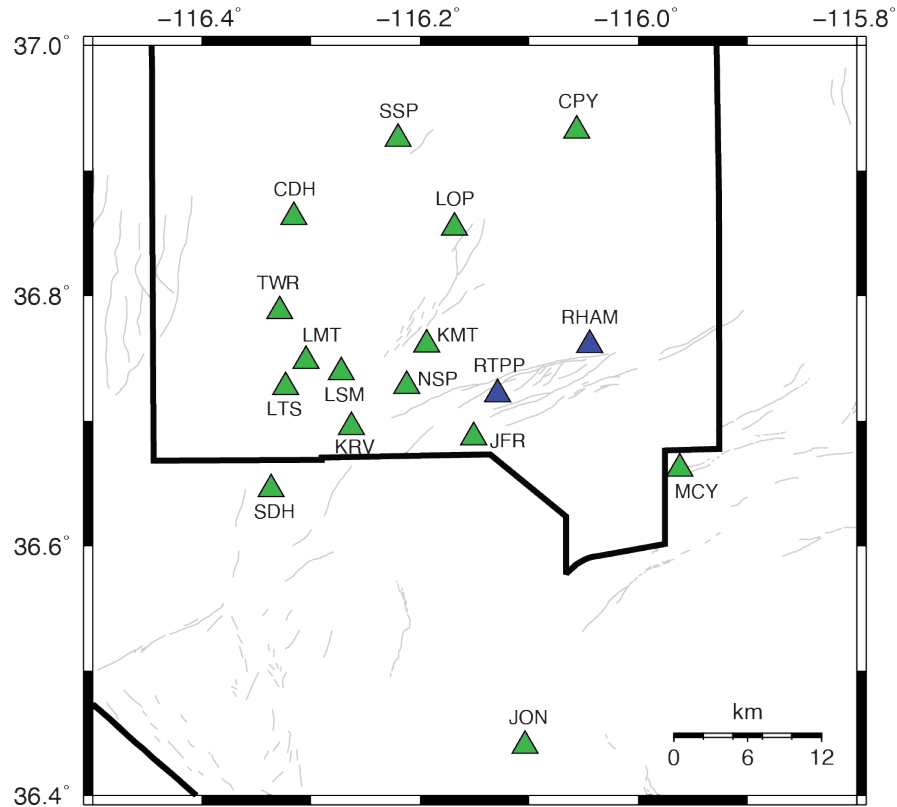 −116.4° −116.2° −116.0° −115.8°
37.0°
CPY
SSP
CDH
LOP
36.8°
TWR
RHAM
LMT
KMT
RTPP
NSP
LSM
LTS
KRV
JFR
MCY
SDH
36.6°
JON
km
0 6 12
36.4°